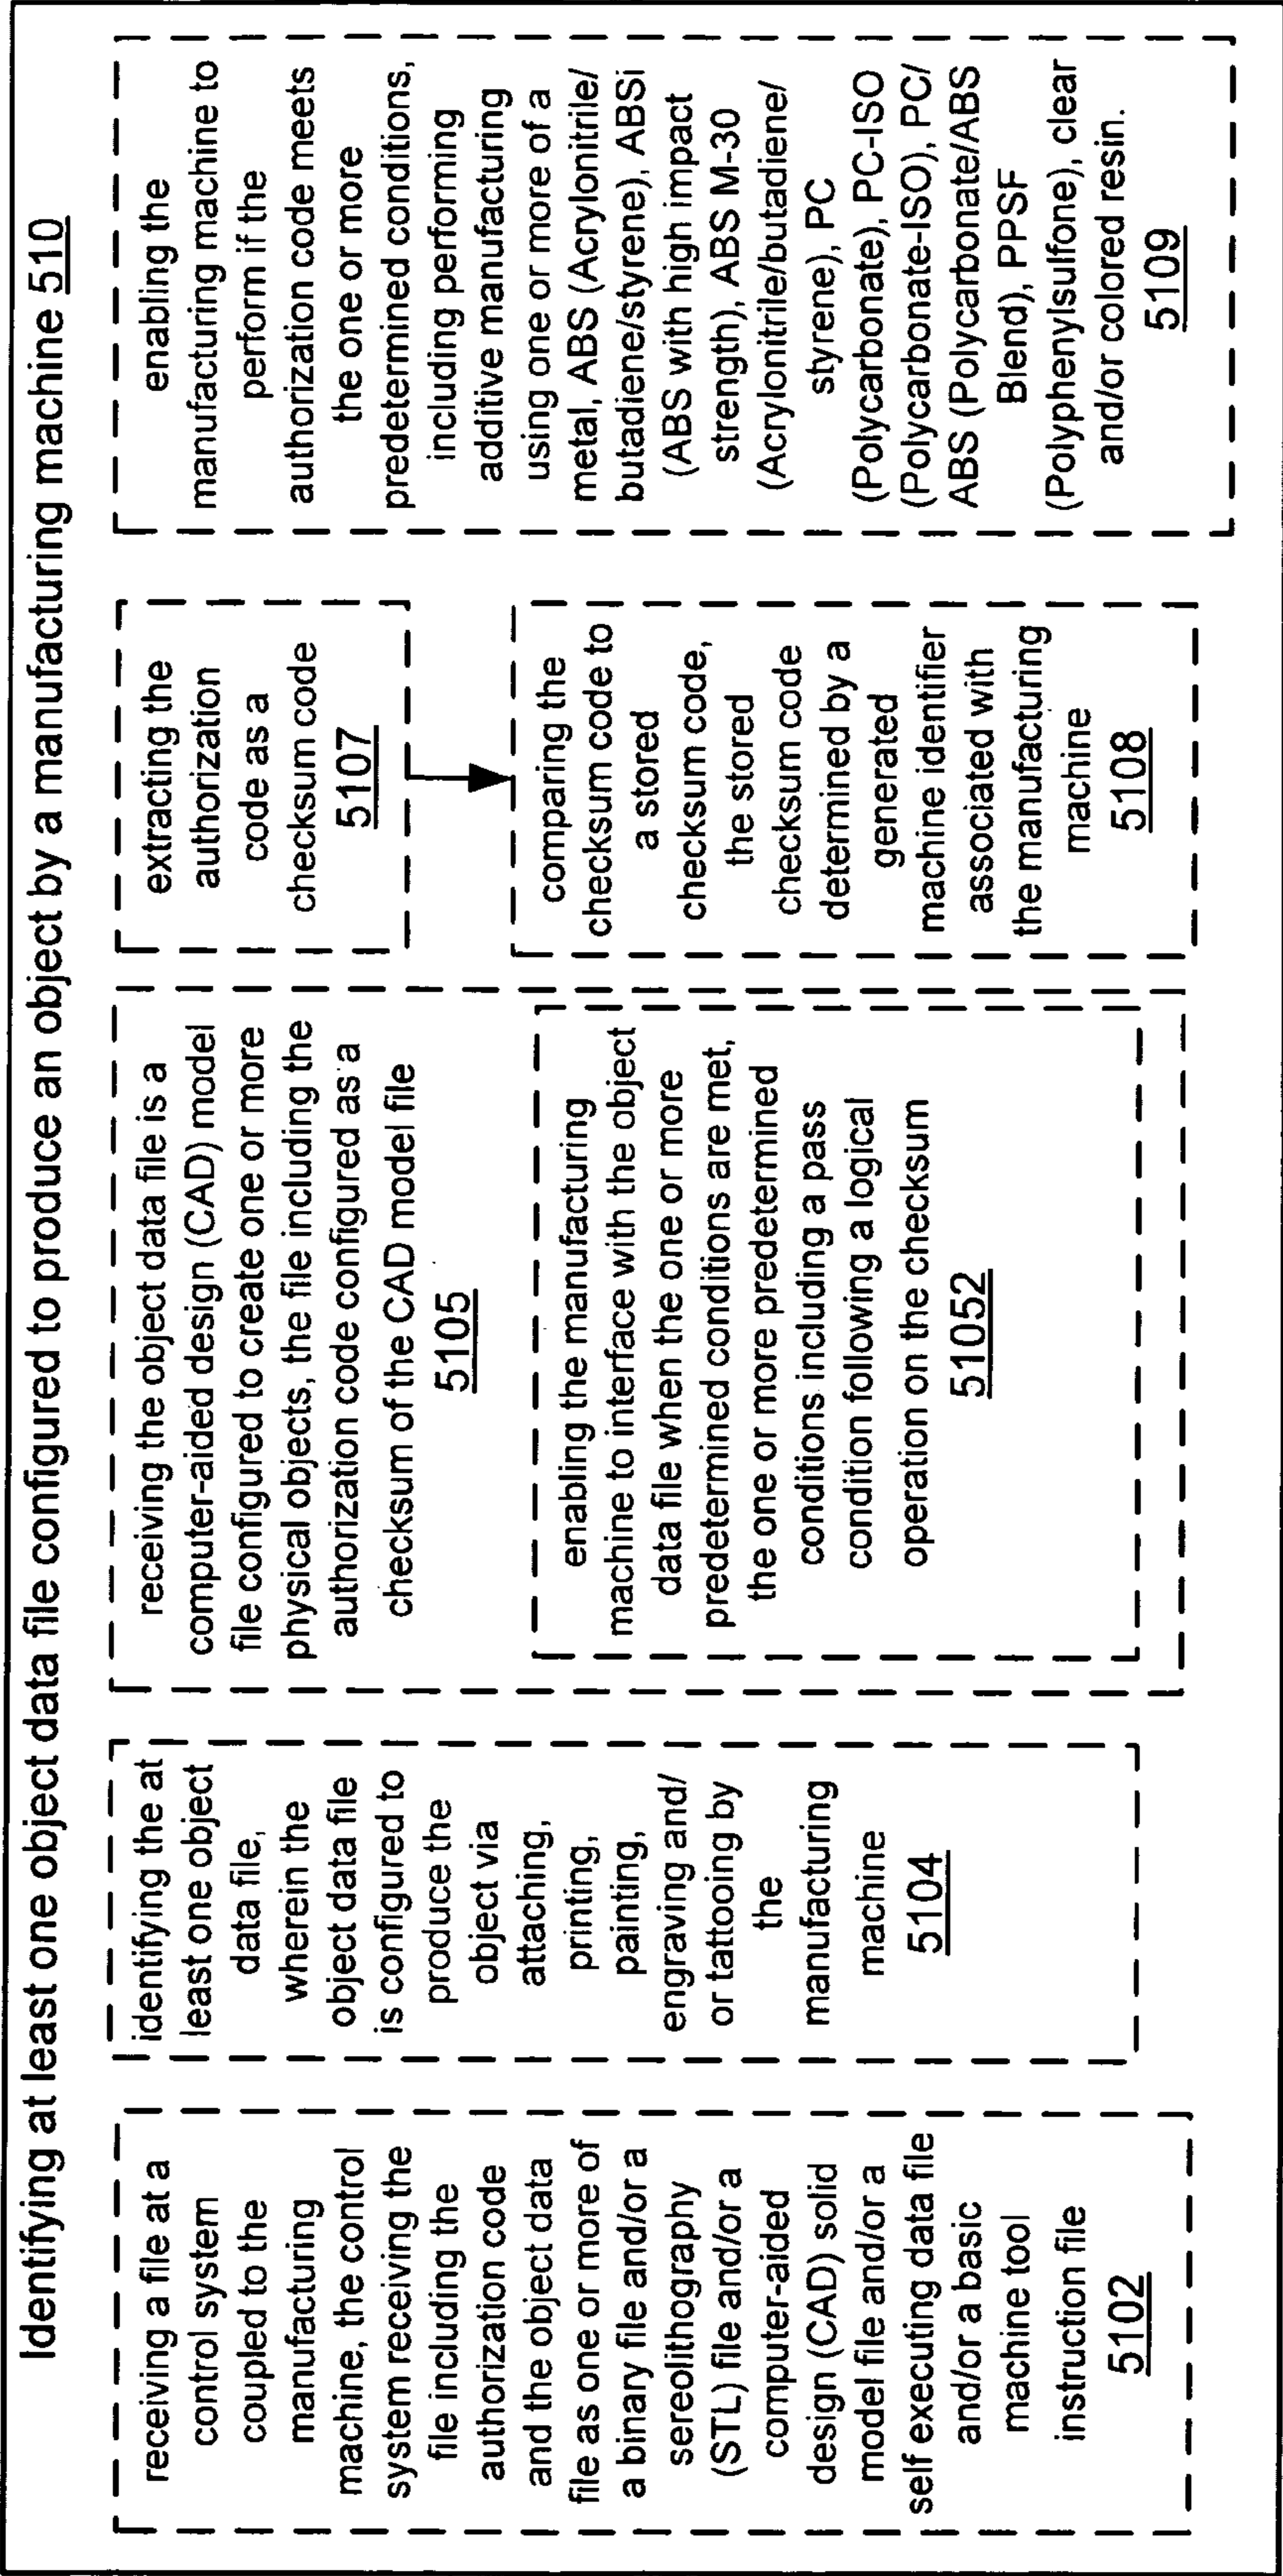 Identifying at least one object data file configured to produce an object by a manufacturing machine 510
receiving a file at a
control system
coupled to the
manufacturing
machine, the control
system receiving the
file including the
authorization code
and the object data
file as one or more of
a binary file and/or a
sereolithography
(STL) file and/or a
computer-aided
design (CAD) solid
model file and/or a
self executing data file
and/or a basic
machine tool
instruction file
5102
identifying the at
least one object
data file,
wherein the
object data file
is configured to
produce the
object via
attaching,
printing,
painting,
engraving and/
or tattooing by
the
manufacturing
machine
5104
receiving the object data file is a
computer-aided design (CAD) model
file configured to create one or more
physical objects, the file including the
authorization code configured as a
checksum of the CAD model file
5105
enabling the manufacturing
machine to interface with the object
data file when the one or more
predetermined conditions are met,
the one or more predetermined
conditions including a pass
condition following a logical
operation on the checksum
51052
extracting the
authorization
code as a
checksum code
5107
comparing the
checksum code to
a stored
checksum code,
the stored
checksum code
determined by a
generated
machine identifier
associated with
the manufacturing
machine
5108
enabling the
manufacturing machine to
perform if the
authorization code meets
the one or more
predetermined conditions,
including performing
additive manufacturing
using one or more of a
metal, ABS (Acrylonitrile/
butadiene/styrene), ABSi
(ABS with high impact
strength), ABS M-30
(Acrylonitrile/butadiene/
styrene), PC
(Polycarbonate), PC-ISO
(Polycarbonate-ISO), PC/
ABS (Polycarbonate/ABS
Blend), PPSF
(Polyphenylsulfone), clear
and/or colored resin.
5109